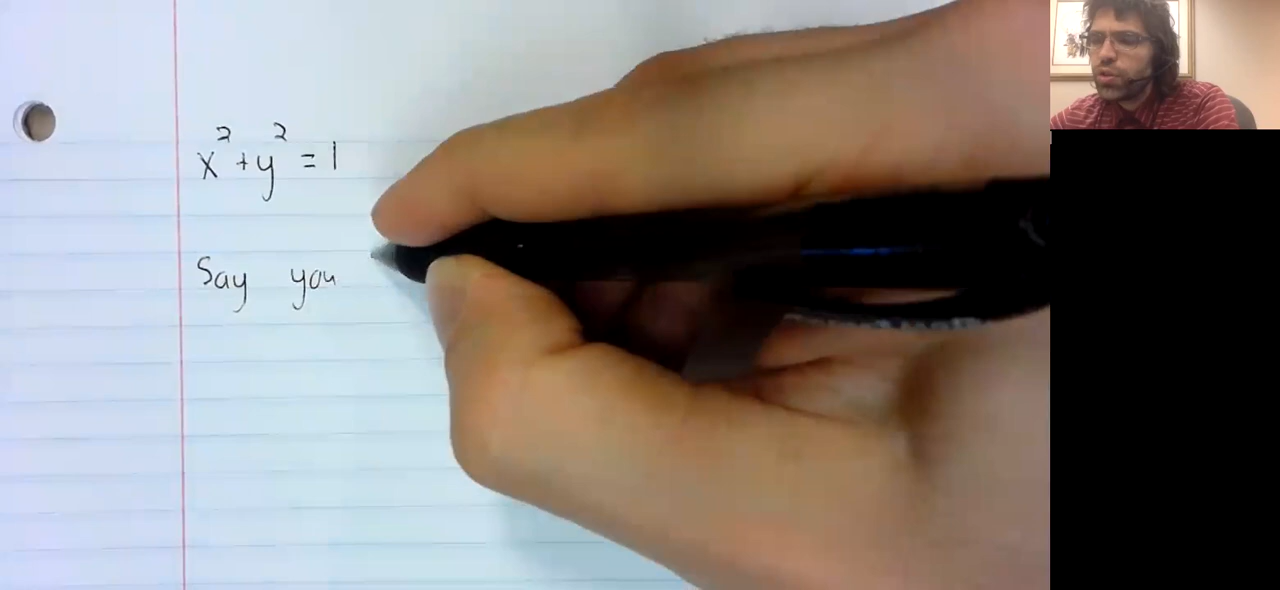 x² + y² = 1
Say you